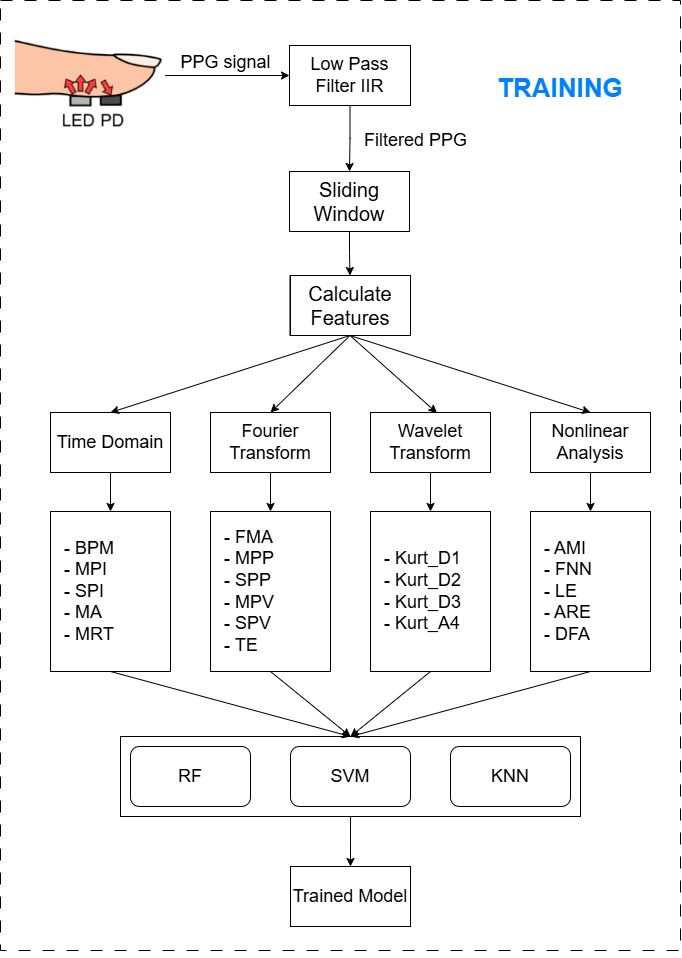 PPG signal
Low Pass
Filter IIR
TRAINING
LED PD
Filtered PPG
Sliding
Window
Calculate
Features
Time Domain
Fourier
Transform
Wavelet
Transform
Nonlinear
Analysis
- BPM
- MPI
- SPI
- MA
- MRT
- FMA
- MPP
- SPP
- MPV
- SPV
- TE
- Kurt_D1
- Kurt_D2
- Kurt_D3
- Kurt_A4
- AMI
- FNN
- LE
- ARE
- DFA
RF
SVM
KNN
Trained Model